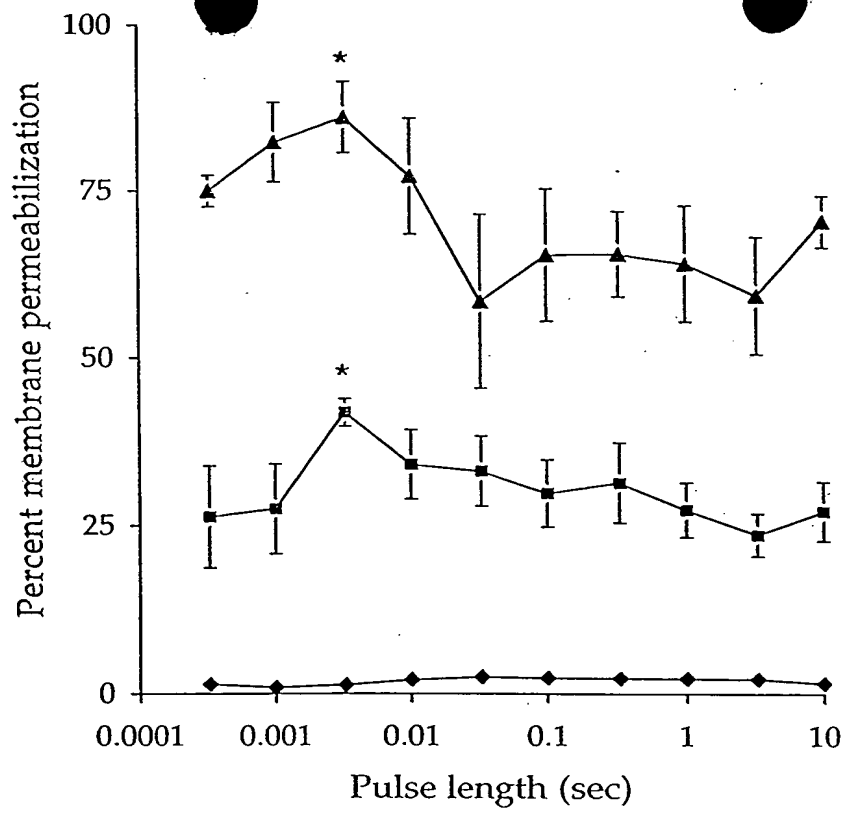 100
75
50
25
0
Percent membrane permeabilization
*
*
0.0001 0.001 0.01 0.1 1 10
Pulse length (sec)